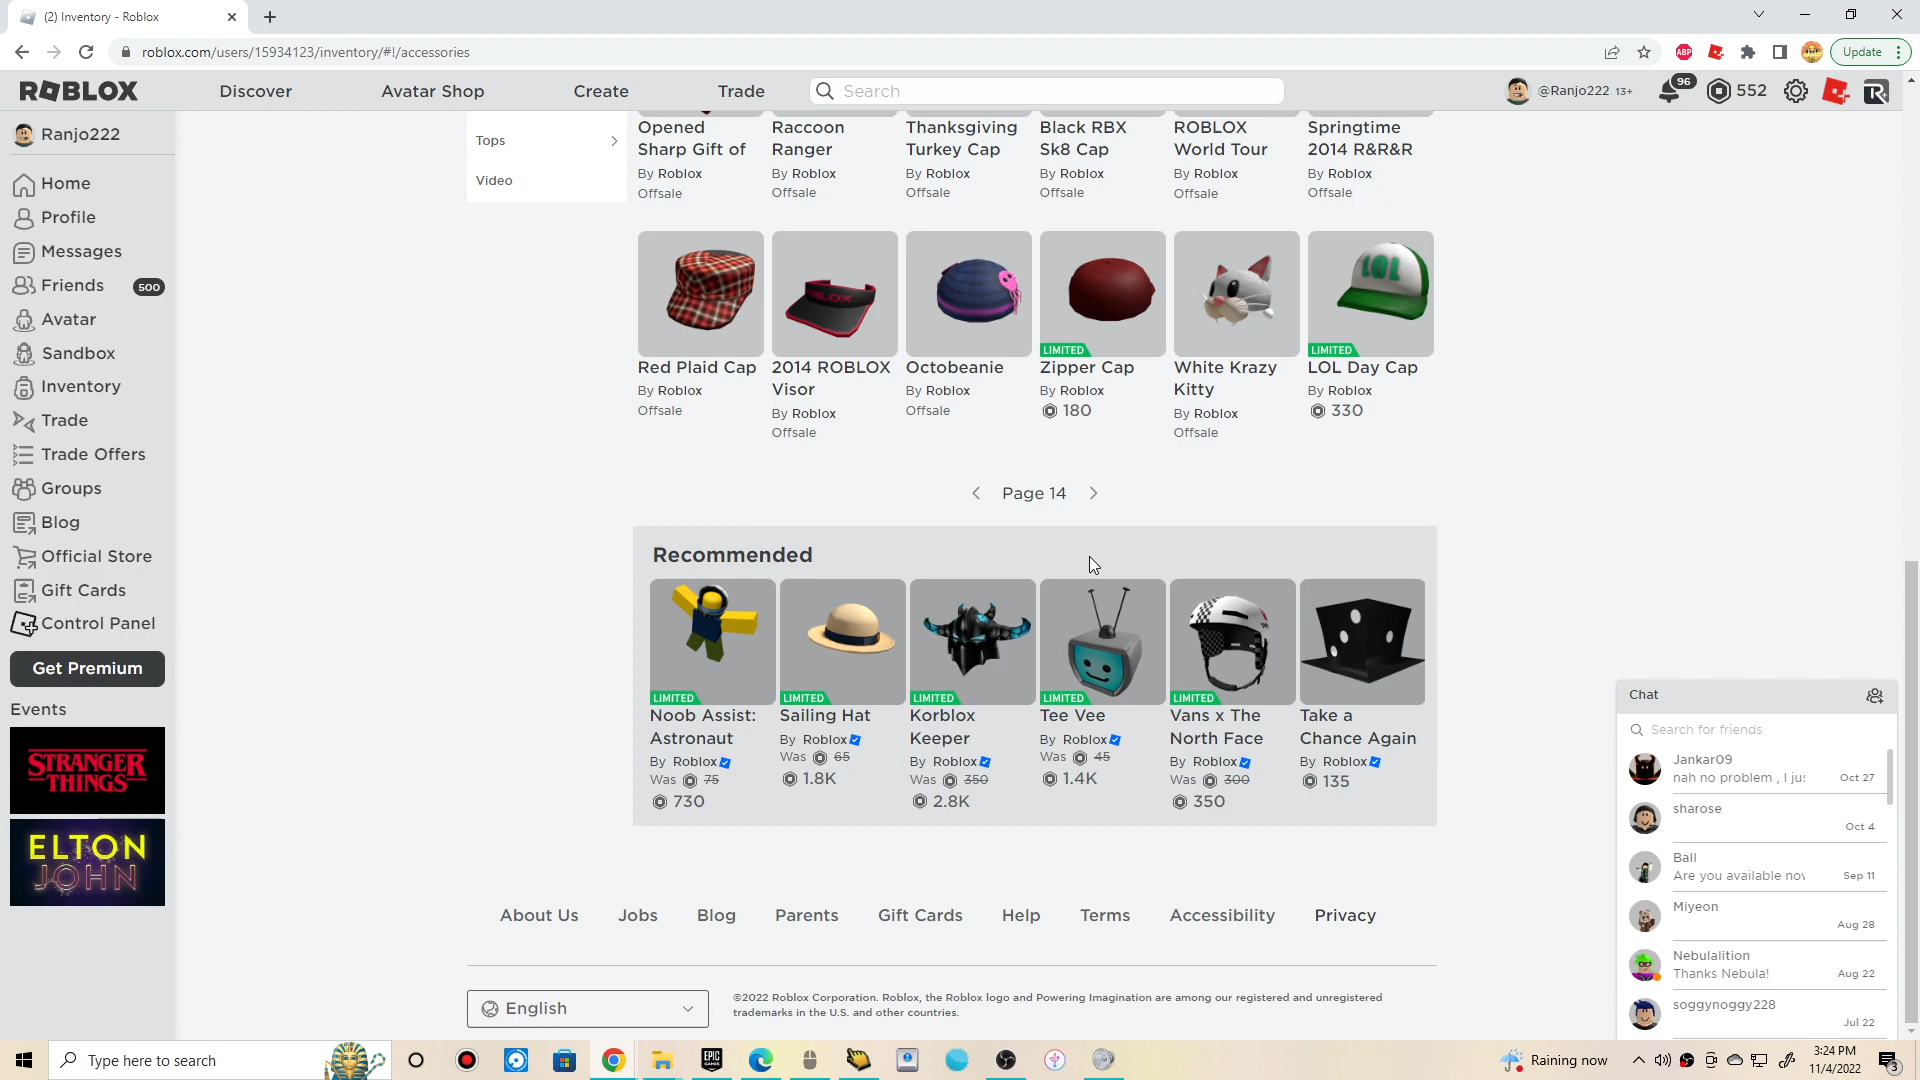 (2) Inventory - Roblox
roblox.com/users/15934123/inventory/#!/accessories
ABP
Update
ROBLOX
Discover
Avatar Shop
Create
Trade
Search
@Ranjo222 13+
96
552
Ranjo222
Home
Profile
Messages
Friends 500
Avatar
Sandbox
Inventory
Trade
Trade Offers
Groups
Blog
Official Store
Gift Cards
Control Panel
Get Premium
Events
STRANGER
THINGS
ELTON
JOHN
Tops
Video
Opened
Sharp Gift of
By Roblox
Offsale
Raccoon
Ranger
By Roblox
Offsale
Thanksgiving
Turkey Cap
By Roblox
Offsale
Black RBX
Sk8 Cap
By Roblox
Offsale
ROBLOX
World Tour
By Roblox
Offsale
Springtime
2014 R&R&R
By Roblox
Offsale
Red Plaid Cap
By Roblox
Offsale
2014 ROBLOX
Visor
By Roblox
Offsale
Octobeanie
By Roblox
Offsale
LIMITED
Zipper Cap
By Roblox
180
White Krazy
Kitty
By Roblox
Offsale
LOL
LIMITED
LOL Day Cap
By Roblox
330
Page 14
Recommended
LIMITED
Noob Assist:
Astronaut
By Roblox
Was 75
730
LIMITED
Sailing Hat
By Roblox
Was 65
1.8K
LIMITED
Korblox
Keeper
By Roblox
Was 350
2.8K
LIMITED
Tee Vee
By Roblox
Was 45
1.4K
LIMITED
Vans x The
North Face
By Roblox
Was 300
350
Take a
Chance Again
By Roblox
135
About Us
Jobs
Blog
Parents
Gift Cards
Help
Terms
Accessibility
Privacy
English
©2022 Roblox Corporation. Roblox, the Roblox logo and Powering Imagination are among our registered and unregistered
trademarks in the U.S. and other countries.
Chat
Search for friends
Jankar09
nah no problem , I jus Oct 27
sharose
Oct 4
Ball
Are you available nov Sep 11
Miyeon
Aug 28
Nebulalition
Thanks Nebula! Aug 22
soggynoggy228
Jul 22
Type here to search
EPIC
GAMES
Raining now
3:24 PM
11/4/2022
3